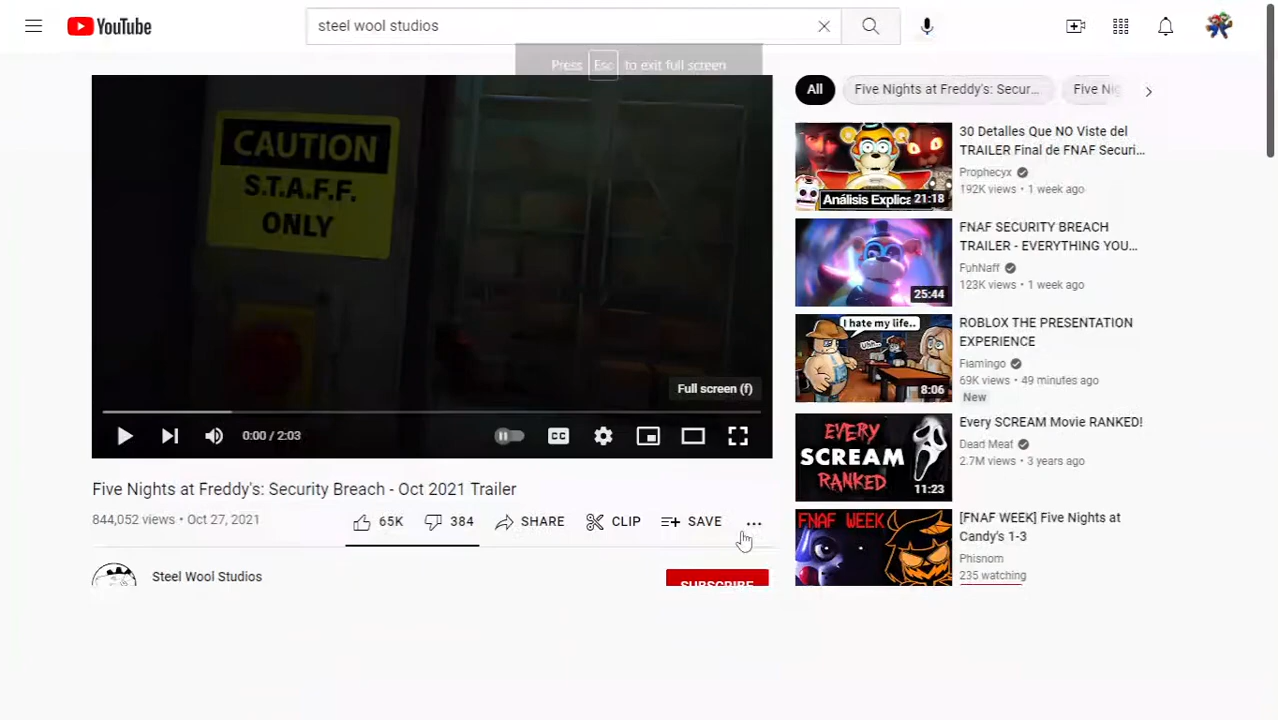 YouTube
steel wool studios
Press Esc to exit full screen
CAUTION
S.T.A.F.F.
ONLY
Full screen (f)
0:00 / 2:03
CC
Five Nights at Freddy's: Security Breach - Oct 2021 Trailer
844,052 views • Oct 27, 2021
65K
384
SHARE
CLIP
SAVE
Steel Wool Studios
SUBSCRIBE
All
Five Nights at Freddy's: Secur...
Five Nig
Análisis Explica
21:18
30 Detalles Que NO Viste del
TRAILER Final de FNAF Securi...
Prophecyx
192K views • 1 week ago
25:44
FNAF SECURITY BREACH
TRAILER - EVERYTHING YOU...
FuhNaff
123K views • 1 week ago
I hate my life..
Uhh..
8:06
ROBLOX THE PRESENTATION
EXPERIENCE
Flamingo
69K views • 49 minutes ago
New
EVERY
SCREAM
RANKED
11:23
Every SCREAM Movie RANKED!
Dead Meat
2.7M views • 3 years ago
FNAF WEEK
[FNAF WEEK] Five Nights at
Candy's 1-3
Phisnom
235 watching